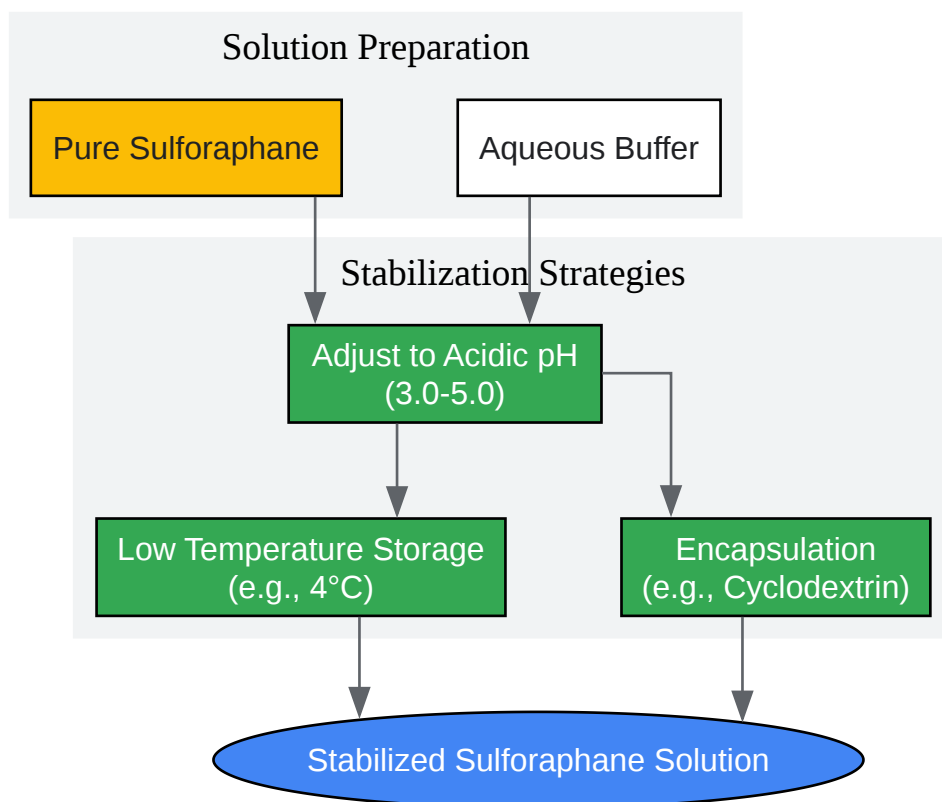 Solution Preparation
Pure Sulforaphane
Aqueous Buffer
Stabilization Strategies
Adjust to Acidic pH
(3.0-5.0)
Low Temperature Storage
(e.g., 4°C)
Encapsulation
(e.g., Cyclodextrin)
Stabilized Sulforaphane Solution